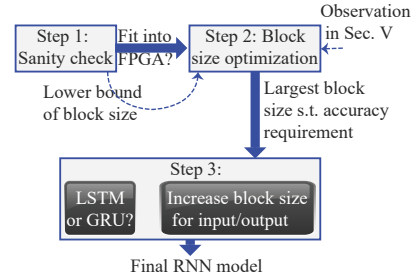 Step 1:
Sanity check
Fit into
FPGA?
Step 2: Block
size optimization
Observation
in Sec. V
Lower bound
of block size
Largest block
size s.t. accuracy
requirement
Step 3:
LSTM
or GRU?
Increase block size
for input/output
Final RNN model